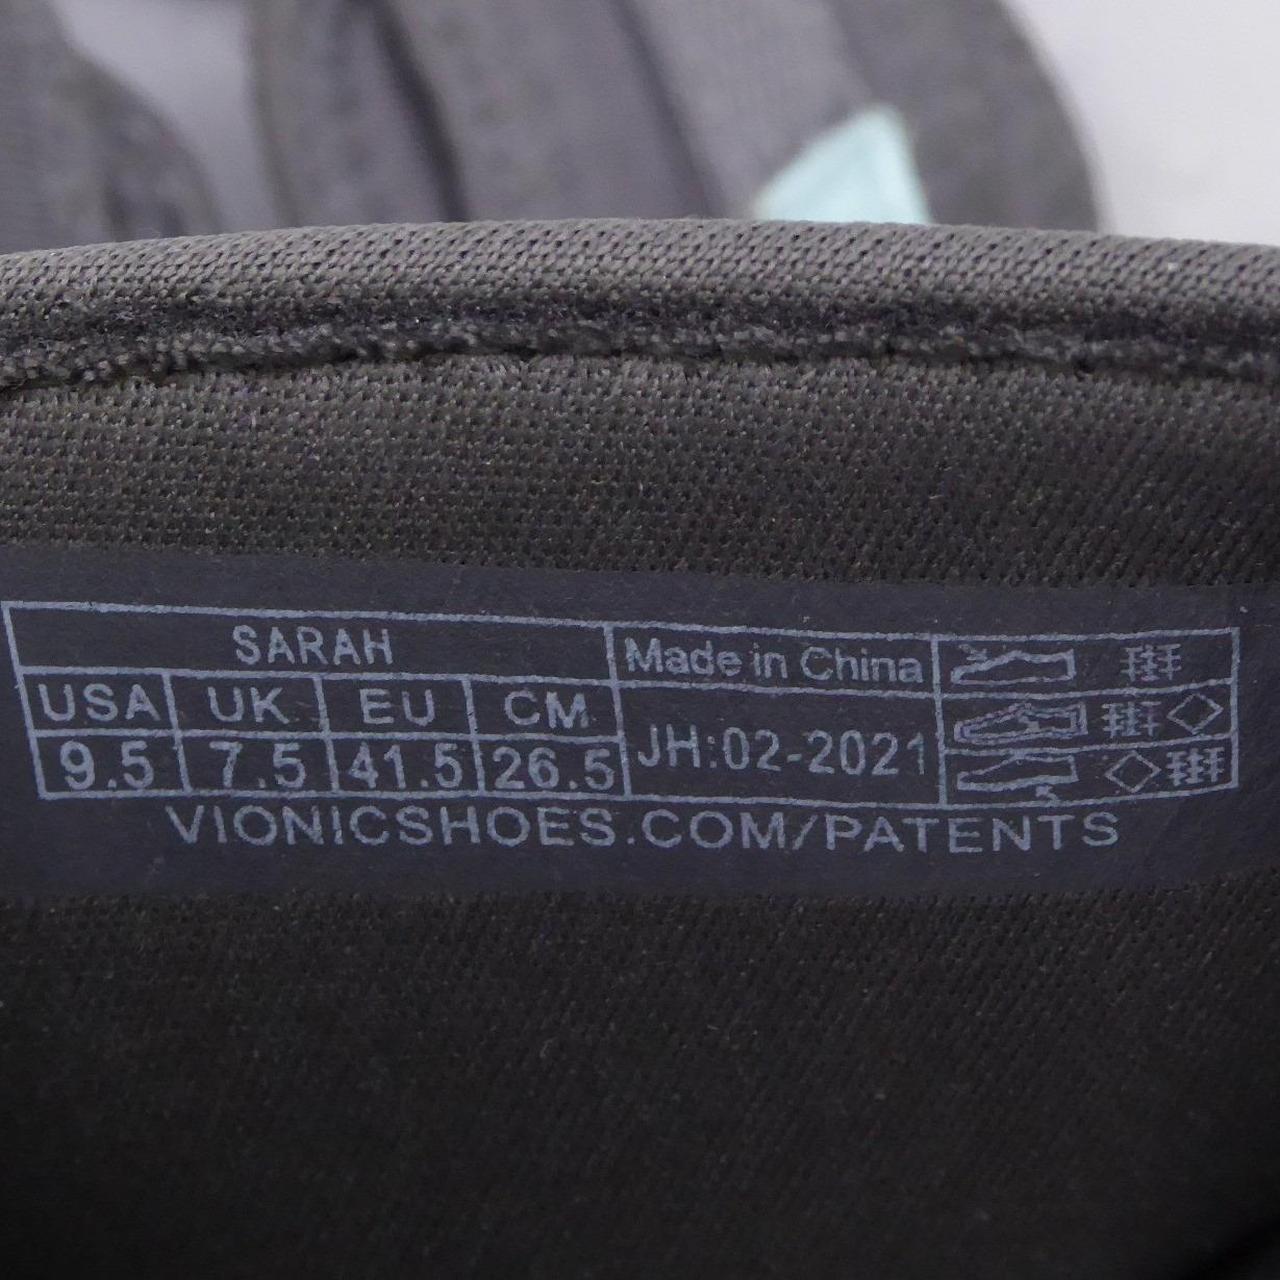 SARAH
Made in China
USA UK EU CM
9.5 7.5 41.5 26.5
JH:02-2021
VIONICSHOES.COM/PATENTS